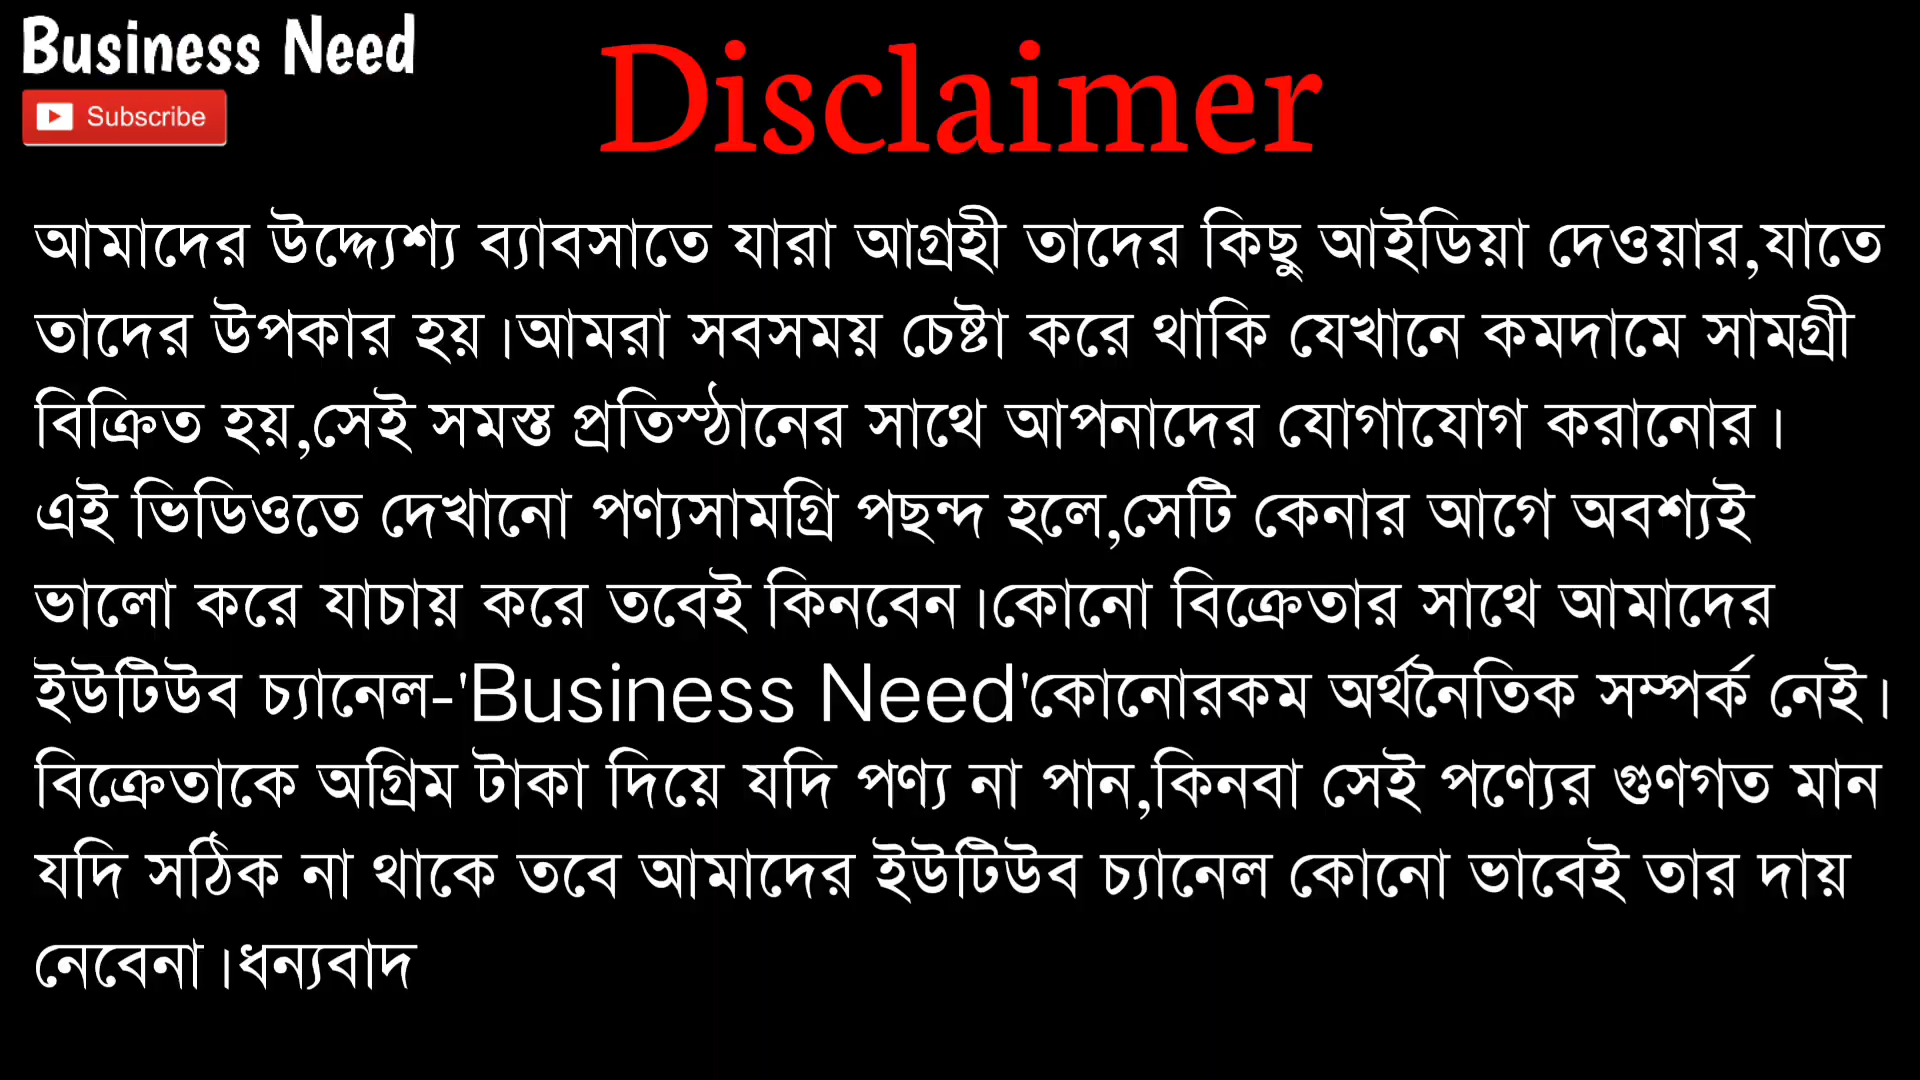 Business Need
Subscribe
Disclaimer
আমাদের উদ্দ্যেশ্য ব্যাবসাতে যারা আগ্রহী তাদের কিছু আইডিয়া দেওয়ার,যাতে
তাদের উপকার হয়।আমরা সবসময় চেষ্টা করে থাকি যেখানে কমদামে সামগ্রী
বিক্রিত হয়,সেই সমস্ত প্রতিস্ঠানের সাথে আপনাদের যোগাযোগ করানোর।
এই ভিডিওতে দেখানো পণ্যসামগ্রি পছন্দ হলে,সেটি কেনার আগে অবশ্যই
ভালো করে যাচায় করে তবেই কিনবেন।কোনো বিক্রেতার সাথে আমাদের
ইউটিউব চ্যানেল-'Business Need'কোনোরকম অর্থনৈতিক সম্পর্ক নেই।
বিক্রেতাকে অগ্রিম টাকা দিয়ে যদি পণ্য না পান,কিনবা সেই পণ্যের গুণগত মান
যদি সঠিক না থাকে তবে আমাদের ইউটিউব চ্যানেল কোনো ভাবেই তার দায়
নেবেনা।ধন্যবাদ